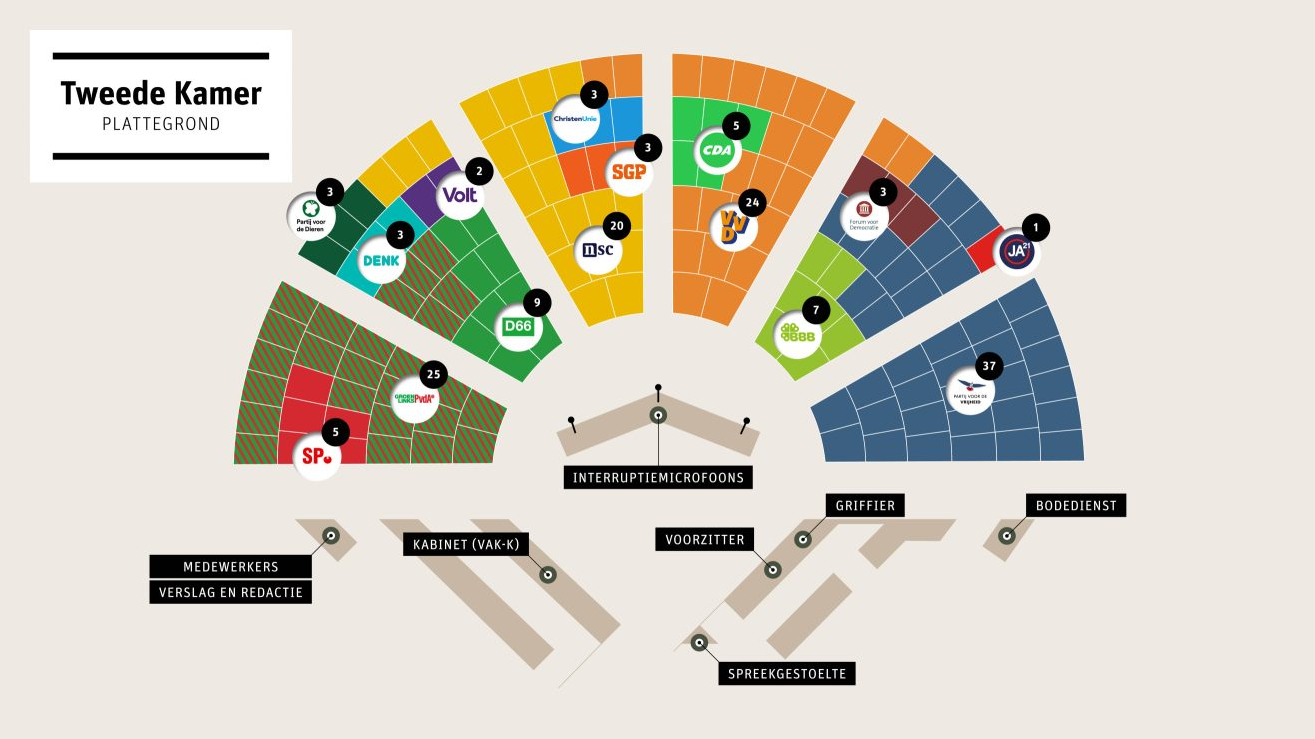 Tweede Kamer
PLATTEGROND
3
ChristenUnie
3
SGP
5
CDA
2
Volt
3
Partij voor
de Dieren
3
DENK
20
nsc
24
VVD
3
Forum voor
Democratie
1
JA21
9
D66
7
BBB
25
GROEN
LINKS PvdA
37
PARTIJ VOOR DE
VRIJHEID
5
SP.
INTERRUPTIEMICROFOONS
GRIFFIER
BODEDIENST
VOORZITTER
KABINET (VAK-K)
MEDEWERKERS
VERSLAG EN REDACTIE
SPREEKGESTOELTE